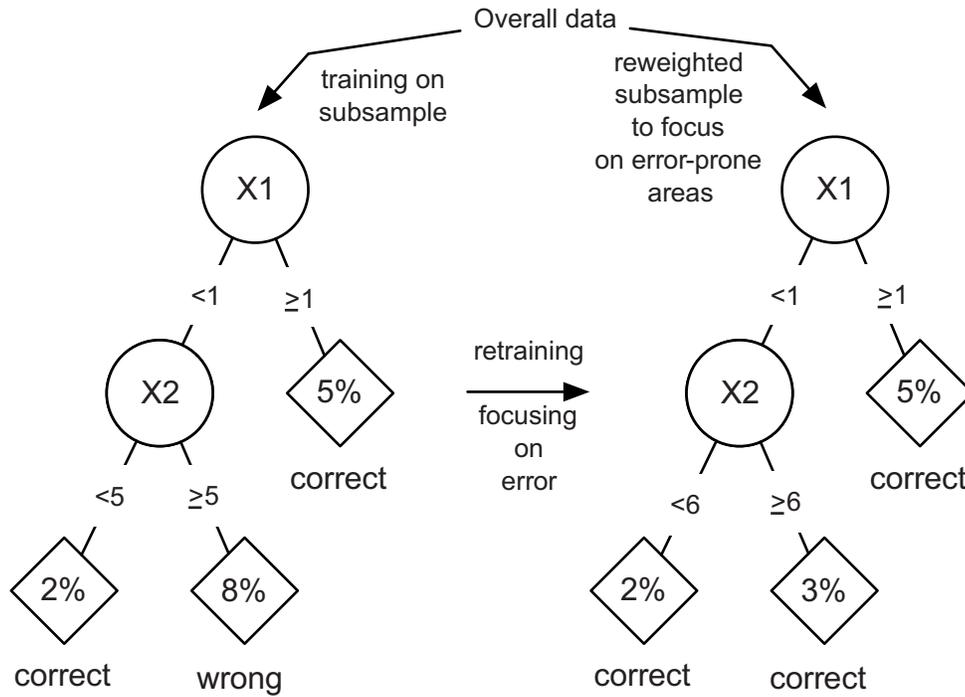 Overall data
training on
subsample
reweighted
subsample
to focus
on error-prone
areas
X1
X1
<1
≥1
<1
≥1
X2
5%
correct
retraining
focusing
on
error
X2
5%
correct
<5
≥5
<6
≥6
2%
8%
2%
3%
correct
wrong
correct
correct